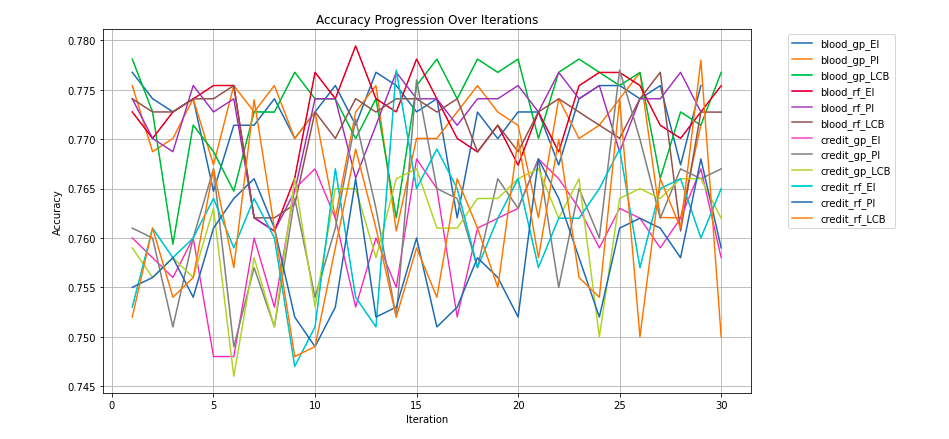 Accuracy Progression Over Iterations
0.780
0.775
0.770
0.765
0.760
0.755
0.750
0.745
Accuracy
0
5
10
15
20
25
30
Iteration
blood_gp_EI
blood_gp_PI
blood_gp_LCB
blood_rf_EI
blood_rf_PI
blood_rf_LCB
credit_gp_EI
credit_gp_PI
credit_gp_LCB
credit_rf_EI
credit_rf_PI
credit_rf_LCB